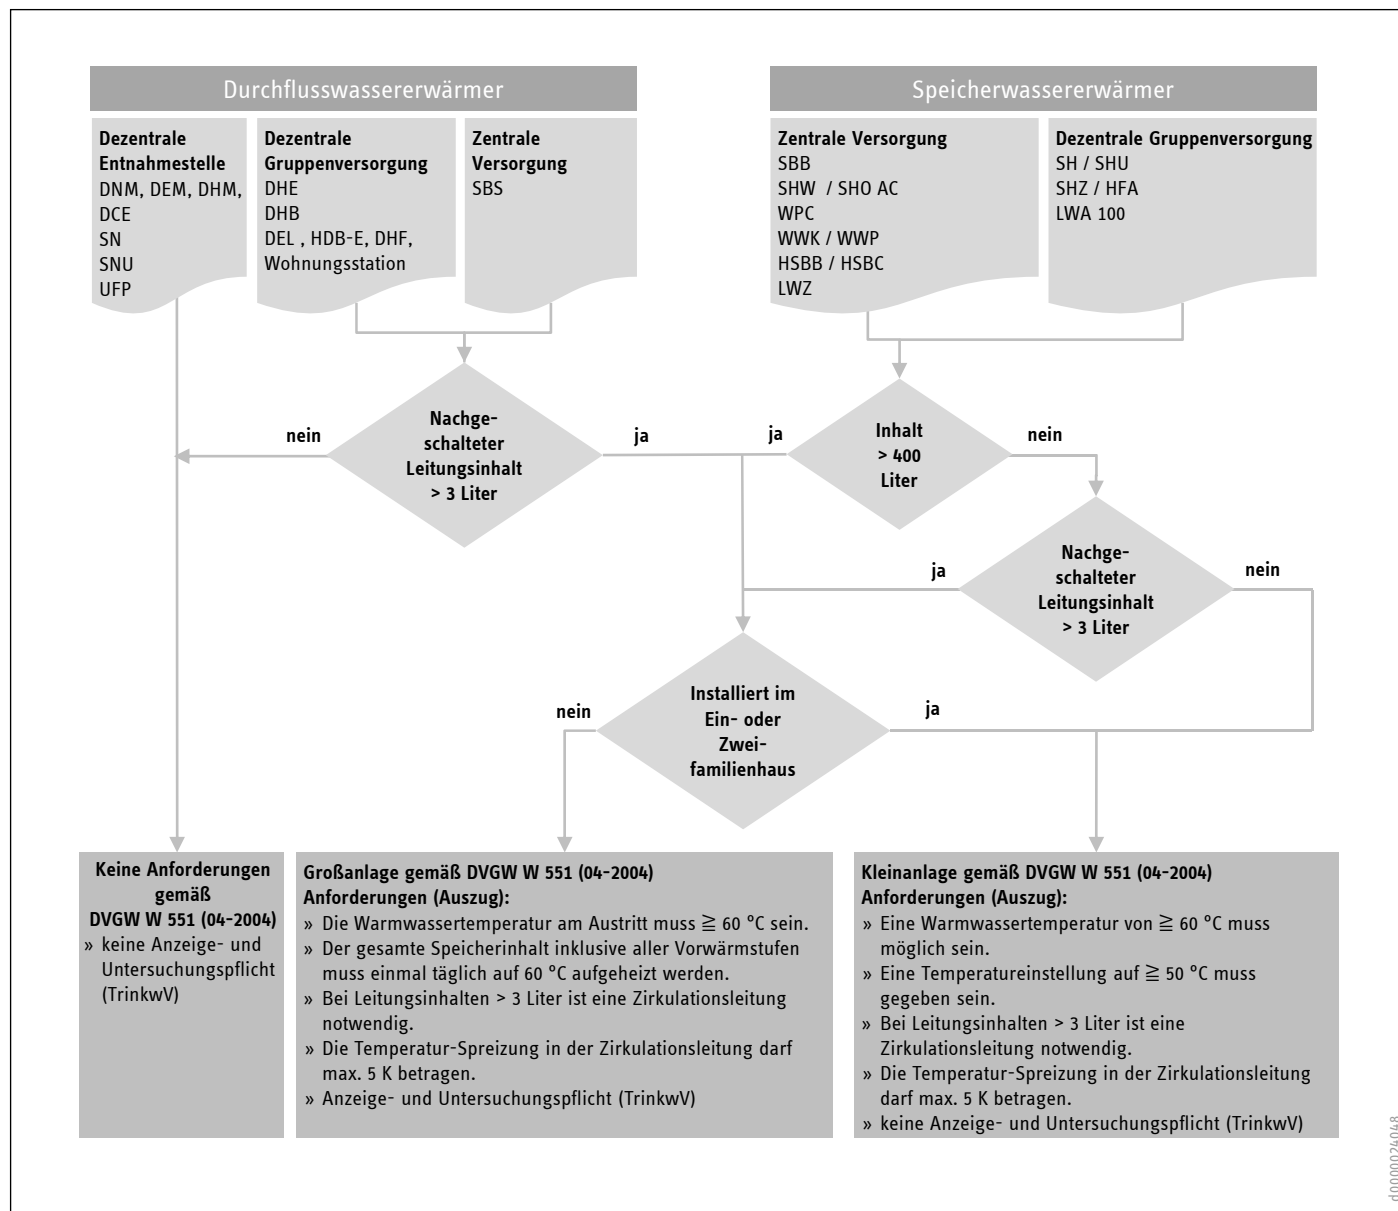 Durchflusswassererwärmer
Dezentrale
Entnahmestelle
DNM, DEM, DHM,
DCE
SN
SNU
UFP
Dezentrale
Gruppenversorgung
DHE
DHB
DEL , HDB-E, DHF,
Wohnungsstation
Zentrale
Versorgung
SBS
Speicherwassererwärmer
Zentrale Versorgung
SBB
SHW / SHO AC
WPC
WWK / WWP
HSBB / HSBC
LWZ
Dezentrale Gruppenversorgung
SH / SHU
SHZ / HFA
LWA 100
nein
Nachge-
schalteter
Leitungsinhalt
> 3 Liter
ja
ja
Inhalt
> 400
Liter
nein
ja
Nachge-
schalteter
Leitungsinhalt
> 3 Liter
nein
nein
Installiert im
Ein- oder
Zwei-
familienhaus
ja
Keine Anforderungen
gemäß
DVGW W 551 (04-2004)
» keine Anzeige- und
Untersuchungspflicht
(TrinkwV)
Großanlage gemäß DVGW W 551 (04-2004)
Anforderungen (Auszug):
» Die Warmwassertemperatur am Austritt muss ≧ 60 °C sein.
» Der gesamte Speicherinhalt inklusive aller Vorwärmstufen
muss einmal täglich auf 60 °C aufgeheizt werden.
» Bei Leitungsinhalten > 3 Liter ist eine Zirkulationsleitung
notwendig.
» Die Temperatur-Spreizung in der Zirkulationsleitung darf
max. 5 K betragen.
» Anzeige- und Untersuchungspflicht (TrinkwV)
Kleinanlage gemäß DVGW W 551 (04-2004)
Anforderungen (Auszug):
» Eine Warmwassertemperatur von ≧ 60 °C muss
möglich sein.
» Eine Temperatureinstellung auf ≧ 50 °C muss
gegeben sein.
» Bei Leitungsinhalten > 3 Liter ist eine
Zirkulationsleitung notwendig.
» Die Temperatur-Spreizung in der Zirkulationsleitung
darf max. 5 K betragen.
» keine Anzeige- und Untersuchungspflicht (TrinkwV)
d0000024048